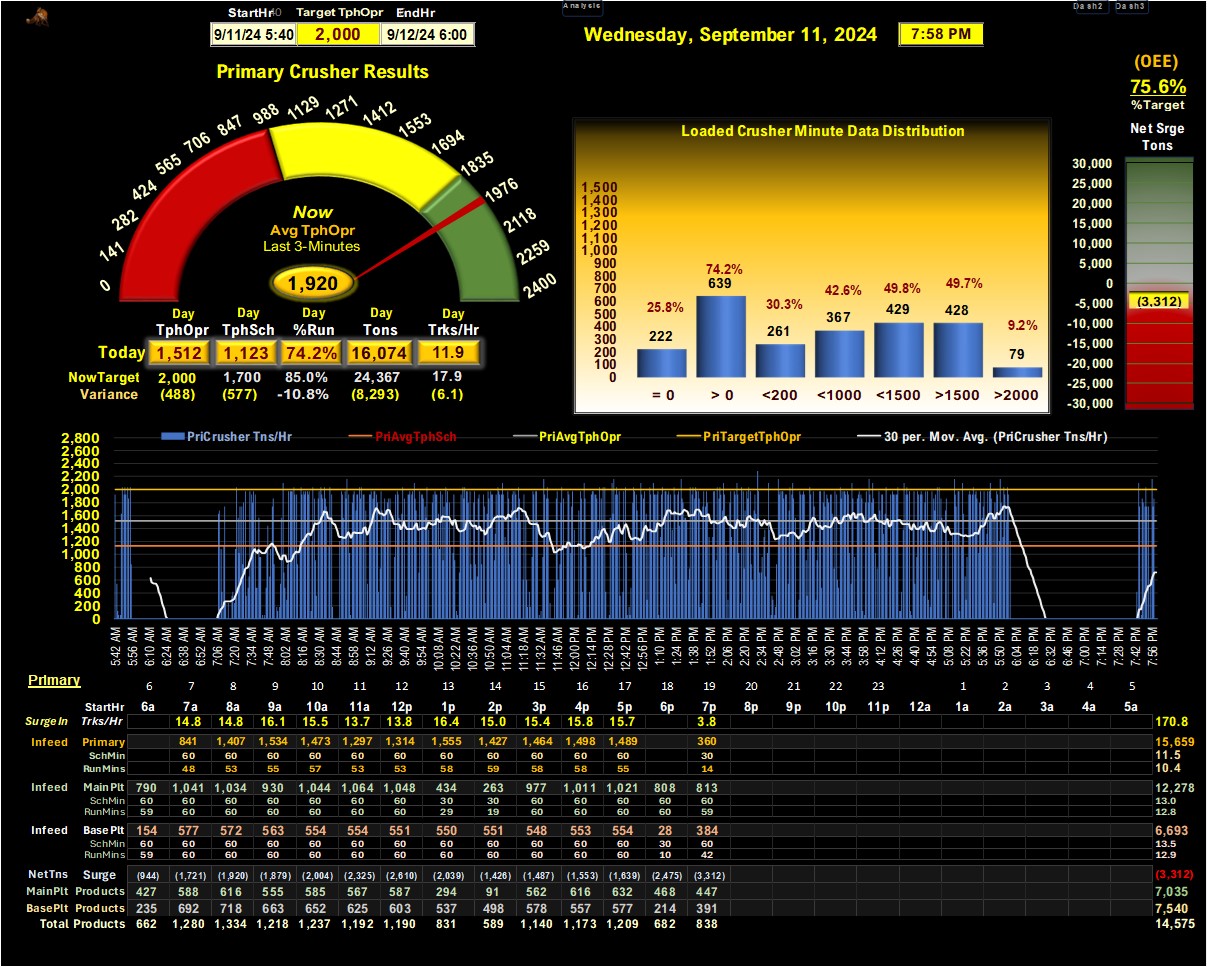 StartHr Target TphOpr EndHr
9/11/24 5:40 2,000 9/12/24 6:00
Analysis
Dash2 Dash3
Wednesday, September 11, 2024 7:58 PM
(OEE)
75.6%
%Target
Net Srge
Tons
Primary Crusher Results
0 141 282 424 565 706 847 988 1129 1271 1412 1553 1694 1835 1976 2118 2259 2400
Now
Avg TphOpr
Last 3-Minutes
1,920
Day Day Day Day Day
TphOpr TphSch %Run Tons Trks/Hr
Today 1,512 1,123 74.2% 16,074 11.9
NowTarget 2,000 1,700 85.0% 24,367 17.9
Variance (488) (577) -10.8% (8,293) (6.1)
Loaded Crusher Minute Data Distribution
1,500
1,400
1,300
1,200
1,100
1,000
900
800
700
600
500
400
300
200
100
0
25.8% 74.2% 30.3% 42.6% 49.8% 49.7% 9.2%
222 639 261 367 429 428 79
= 0 > 0 <200 <1000 <1500 >1500 >2000
30,000
25,000
20,000
15,000
10,000
5,000
0
-5,000
-10,000
-15,000
-20,000
-25,000
-30,000
(3,312)
PriCrusher Tns/Hr PriAvgTphSch PriAvgTphOpr PriTargetTphOpr 30 per. Mov. Avg. (PriCrusher Tns/Hr)
2,800
2,600
2,400
2,200
2,000
1,800
1,600
1,400
1,200
1,000
800
600
400
200
0
5:42 AM 5:56 AM 6:10 AM 6:24 AM 6:38 AM 6:52 AM 7:06 AM 7:20 AM 7:34 AM 7:48 AM 8:02 AM 8:16 AM 8:30 AM 8:44 AM 8:58 AM 9:12 AM 9:26 AM 9:40 AM 9:54 AM 10:08 AM 10:22 AM 10:36 AM 10:50 AM 11:04 AM 11:18 AM 11:32 AM 11:46 AM 12:00 PM 12:14 PM 12:28 PM 12:42 PM 12:56 PM 1:10 PM 1:24 PM 1:38 PM 1:52 PM 2:06 PM 2:20 PM 2:34 PM 2:48 PM 3:02 PM 3:16 PM 3:30 PM 3:44 PM 3:58 PM 4:12 PM 4:26 PM 4:40 PM 4:54 PM 5:08 PM 5:22 PM 5:36 PM 5:50 PM 6:04 PM 6:18 PM 6:32 PM 6:46 PM 7:00 PM 7:14 PM 7:28 PM 7:42 PM 7:56 PM
Primary 6 7 8 9 10 11 12 13 14 15 16 17 18 19 20 21 22 23 1 2 3 4 5
StartHr 6a 7a 8a 9a 10a 11a 12p 1p 2p 3p 4p 5p 6p 7p 8p 9p 10p 11p 12a 1a 2a 3a 4a 5a
SurgeIn Trks/Hr 14.8 14.8 16.1 15.5 13.7 13.8 16.4 15.0 15.4 15.8 15.7 3.8 170.8
Infeed Primary 841 1,407 1,534 1,473 1,297 1,314 1,555 1,427 1,464 1,498 1,489 360 15,659
SchMin 60 60 60 60 60 60 60 60 60 60 60 30 11.5
RunMins 48 53 55 57 53 53 58 59 58 58 55 14 10.4
Infeed MainPlt 790 1,041 1,034 930 1,044 1,064 1,048 434 263 977 1,011 1,021 808 813 12,278
SchMin 60 60 60 60 60 60 60 30 30 60 60 60 60 60 13.0
RunMins 59 60 60 60 60 60 60 29 19 60 60 60 60 59 12.8
Infeed Base Plt 154 577 572 563 554 554 551 550 551 548 553 554 28 384 6,693
SchMin 60 60 60 60 60 60 60 60 60 60 60 60 30 60 13.5
RunMins 59 60 60 60 60 60 60 60 60 60 60 60 10 42 12.9
NetTns Surge (944) (1,721) (1,920) (1,879) (2,004) (2,325) (2,610) (2,039) (1,426) (1,487) (1,553) (1,639) (2,475) (3,312) (3,312)
MainPlt Products 427 588 616 555 585 567 587 294 91 562 616 632 468 447 7,035
BasePlt Products 235 692 718 663 652 625 603 537 498 578 557 577 214 391 7,540
Total Products 662 1,280 1,334 1,218 1,237 1,192 1,190 831 589 1,140 1,173 1,209 682 838 14,575